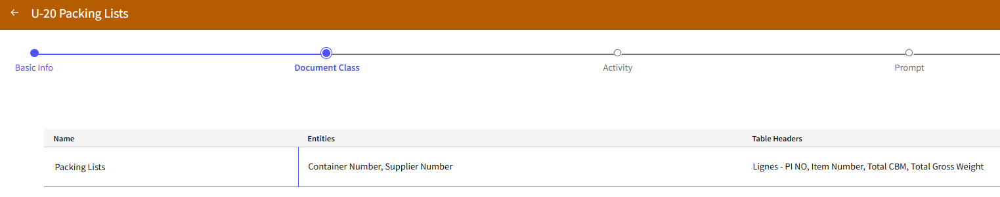 U-20 Packing Lists
Basic Info
Document Class
Activity
Prompt
Name Entities Table Headers
Packing Lists Container Number, Supplier Number Lignes - PI NO, Item Number, Total CBM, Total Gross Weight